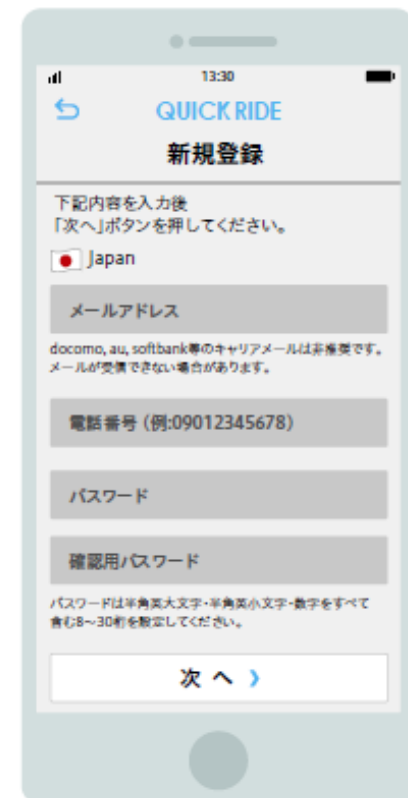 13:30
QUICK RIDE
新規登録
下記内容を入力後
「次へ」ボタンを押してください。
Japan
メールアドレス
docomo, au, softbank等のキャリアメールは非推奨です。
メールが受信できない場合があります。
電話番号 (例:09012345678)
パスワード
確認用パスワード
パスワードは半角英大文字・半角英小文字・数字をすべて
含む8～30桁を設定してください。
次 へ 》